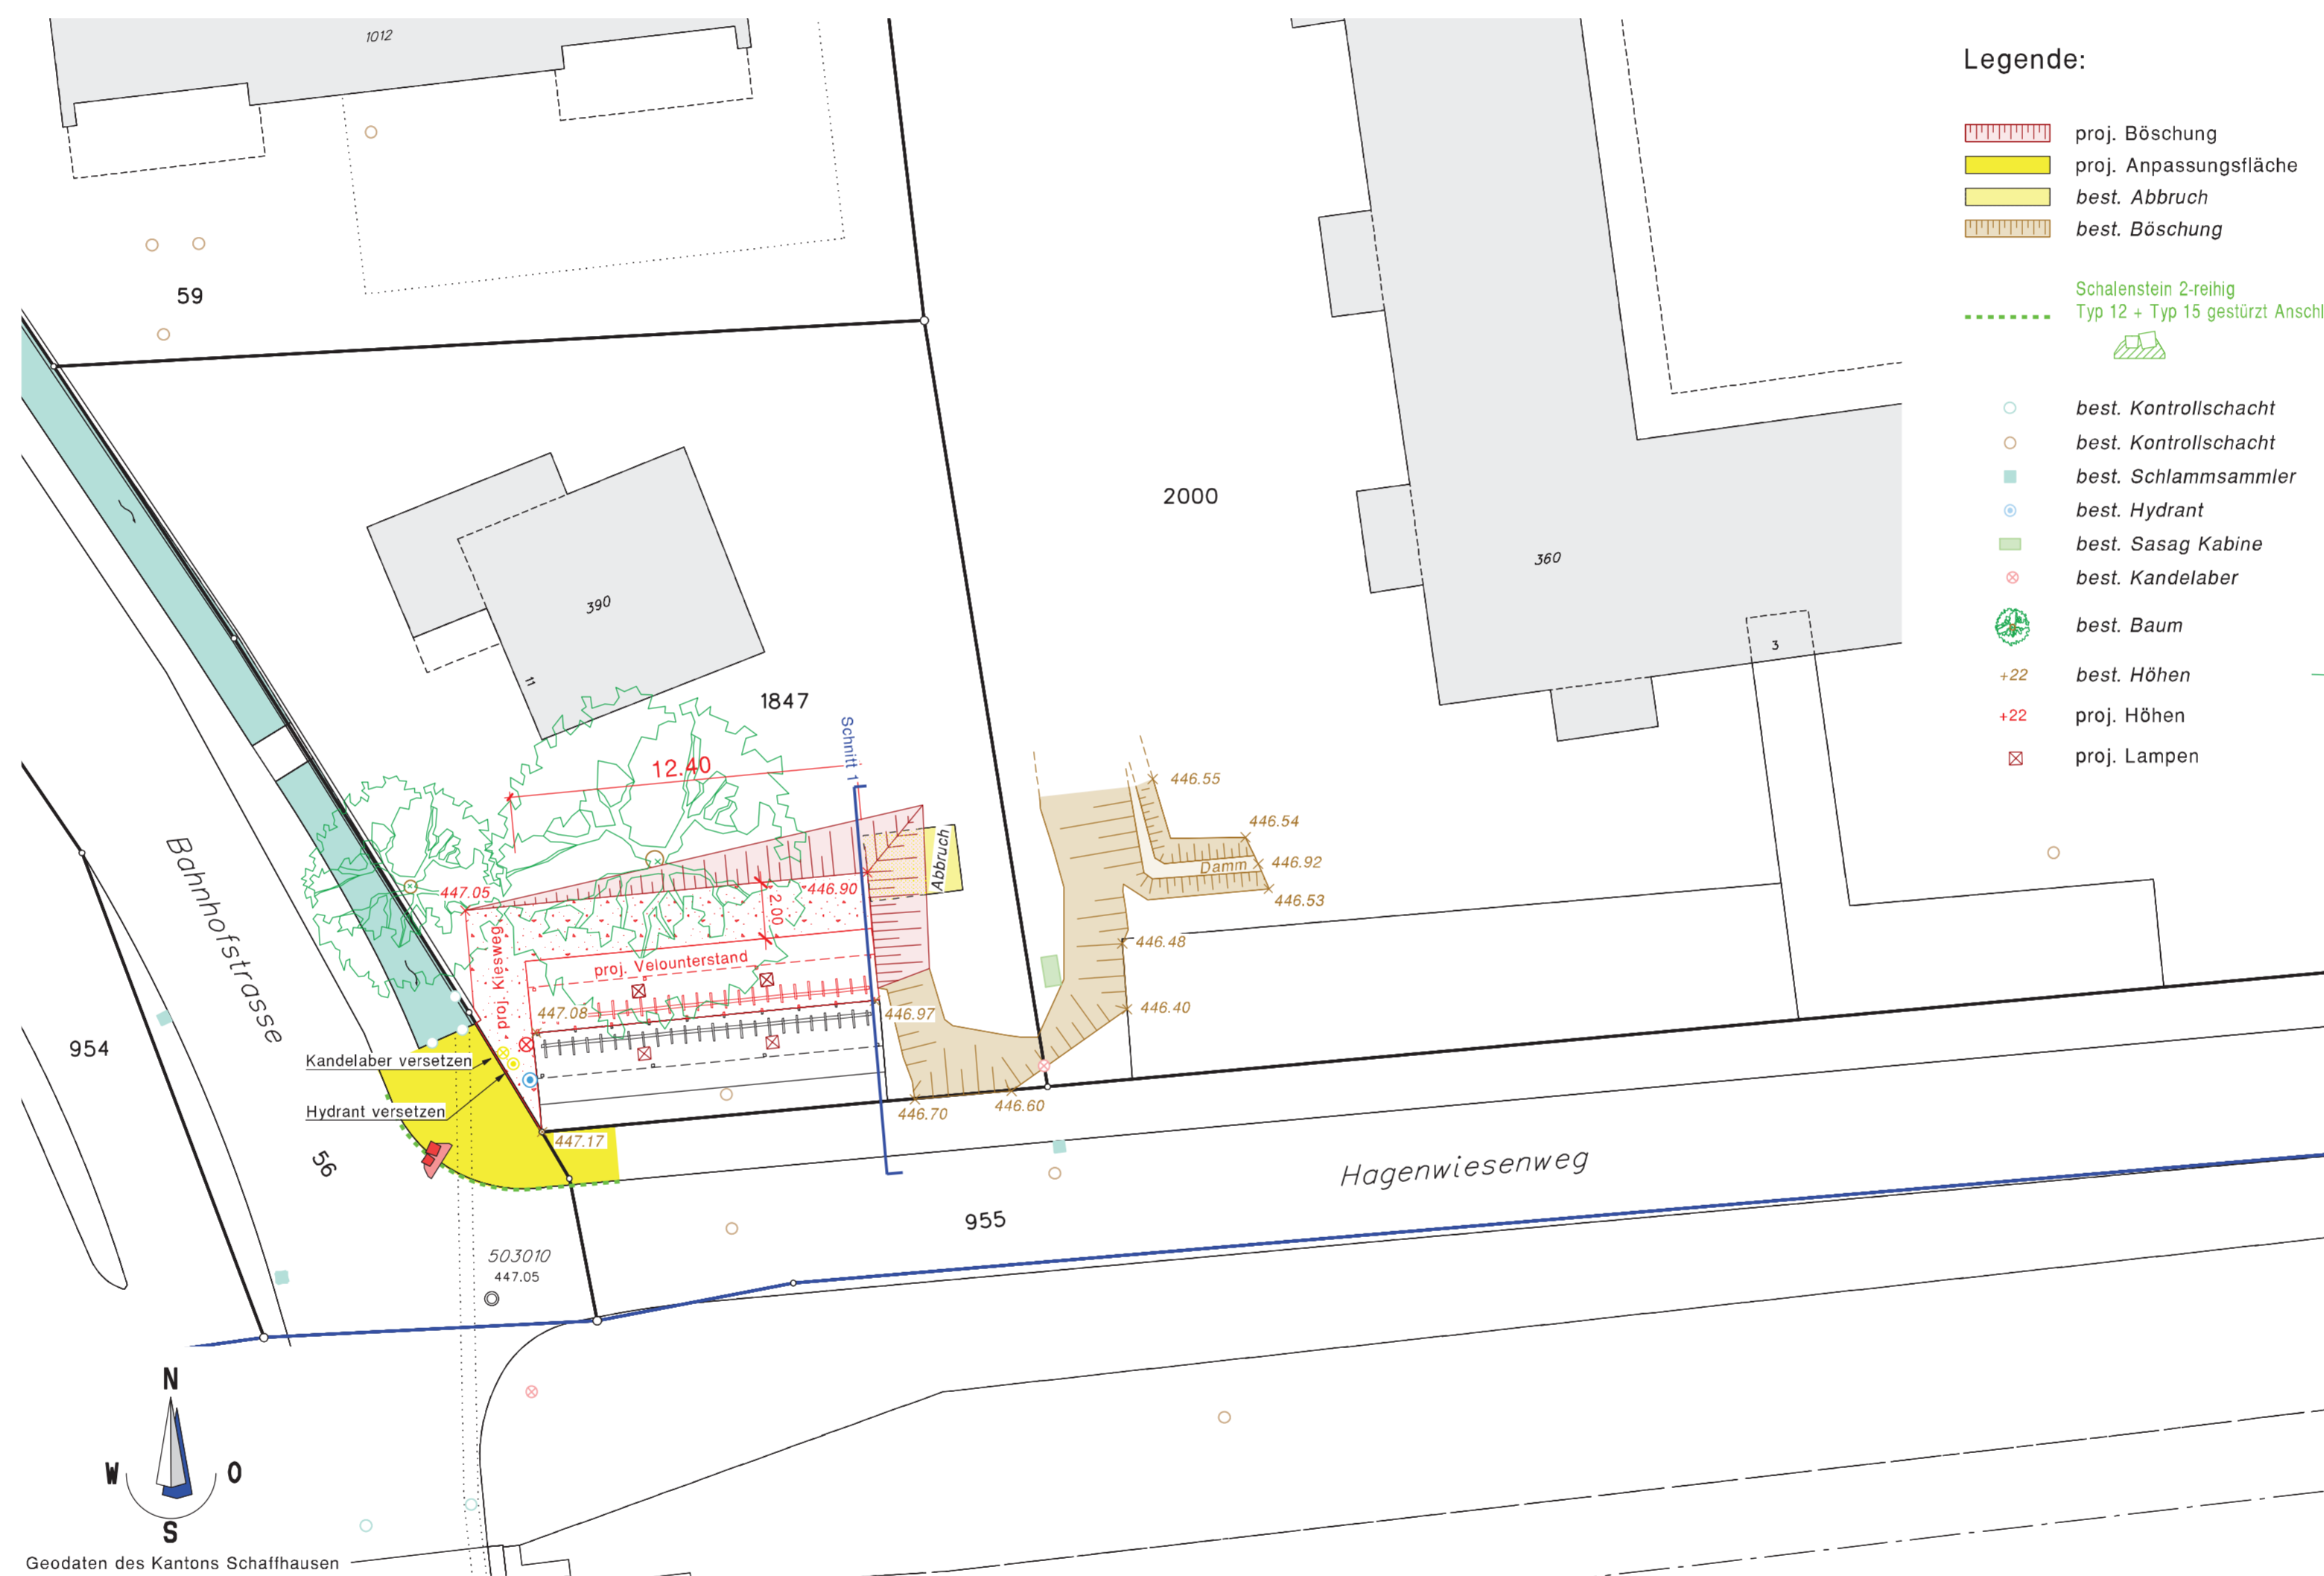 1012
59
2000
360
3
390
11
1847
12.40
Schnitt 1
446.55
446.54
446.92
Damm
446.53
446.48
446.40
Abbruch
447.05
446.90
2.00
proj. Kiesweg
proj. Velounterstand
447.08
446.97
446.70
446.60
447.17
Kandelaber versetzen
Hydrant versetzen
Bahnhofstrasse
954
56
Hagenwiesenweg
955
503010
447.05
N
W
O
S
Geodaten des Kantons Schaffhausen
Legende:
proj. Böschung
proj. Anpassungsfläche
best. Abbruch
best. Böschung
Schalenstein 2-reihig
Typ 12 + Typ 15 gestürzt Anschl
best. Kontrollschacht
best. Kontrollschacht
best. Schlammsammler
best. Hydrant
best. Sasag Kabine
best. Kandelaber
best. Baum
+22 best. Höhen
+22 proj. Höhen
proj. Lampen